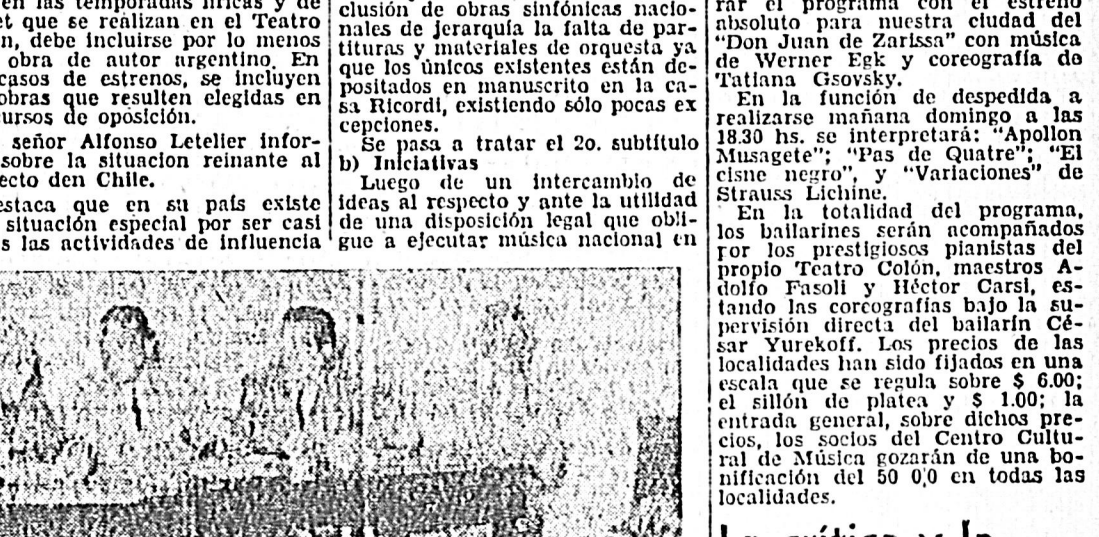 en las temporadas líricas y de
et que se realizan en el Teatro
n, debe incluirse por lo menos
obra de autor argentino. En
casos de estrenos, se incluyen
obras que resulten elegidas en
ursos de oposición.
señor Alfonso Letelier infor-
sobre la situacion reinante al
ecto den Chile.
estaca que en su país existe
situación especial por ser casi
s las actividades de influencia
clusión de obras sinfónicas nacio-
nales de jerarquía la falta de par-
tituras y materiales de orquesta ya
que los únicos existentes están de-
positados en manuscrito en la ca-
sa Ricordi, existiendo sólo pocas ex
cepciones.
Se pasa a tratar el 2o. subtítulo
b) Iniciativas
Luego de un intercambio de
ideas al respecto y ante la utilidad
de una disposición legal que obli-
gue a ejecutar música nacional en
rar el programa con el estreno
absoluto para nuestra ciudad del
"Don Juan de Zarissa" con música
de Werner Egk y coreografía de
Tatiana Gsovsky.
En la función de despedida a
realizarse mañana domingo a las
18.30 hs. se interpretará: "Apollon
Musagete"; "Pas de Quatre"; "El
cisne negro", y "Variaciones" de
Strauss Lichine.
En la totalidad del programa,
los bailarines serán acompañados
por los prestigiosos pianistas del
propio Teatro Colón, maestros A-
dolfo Fasoli y Héctor Carsi, es-
tando las coreografías bajo la su-
pervisión directa del bailarín Cé-
sar Yurekoff. Los precios de las
localidades han sido fijados en una
escala que se regula sobre $ 6.00;
el sillón de platea y $ 1.00; la
entrada general, sobre dichos pre-
cios, los socios del Centro Cultu-
ral de Música gozarán de una bo-
nificación del 50 0,0 en todas las
localidades.